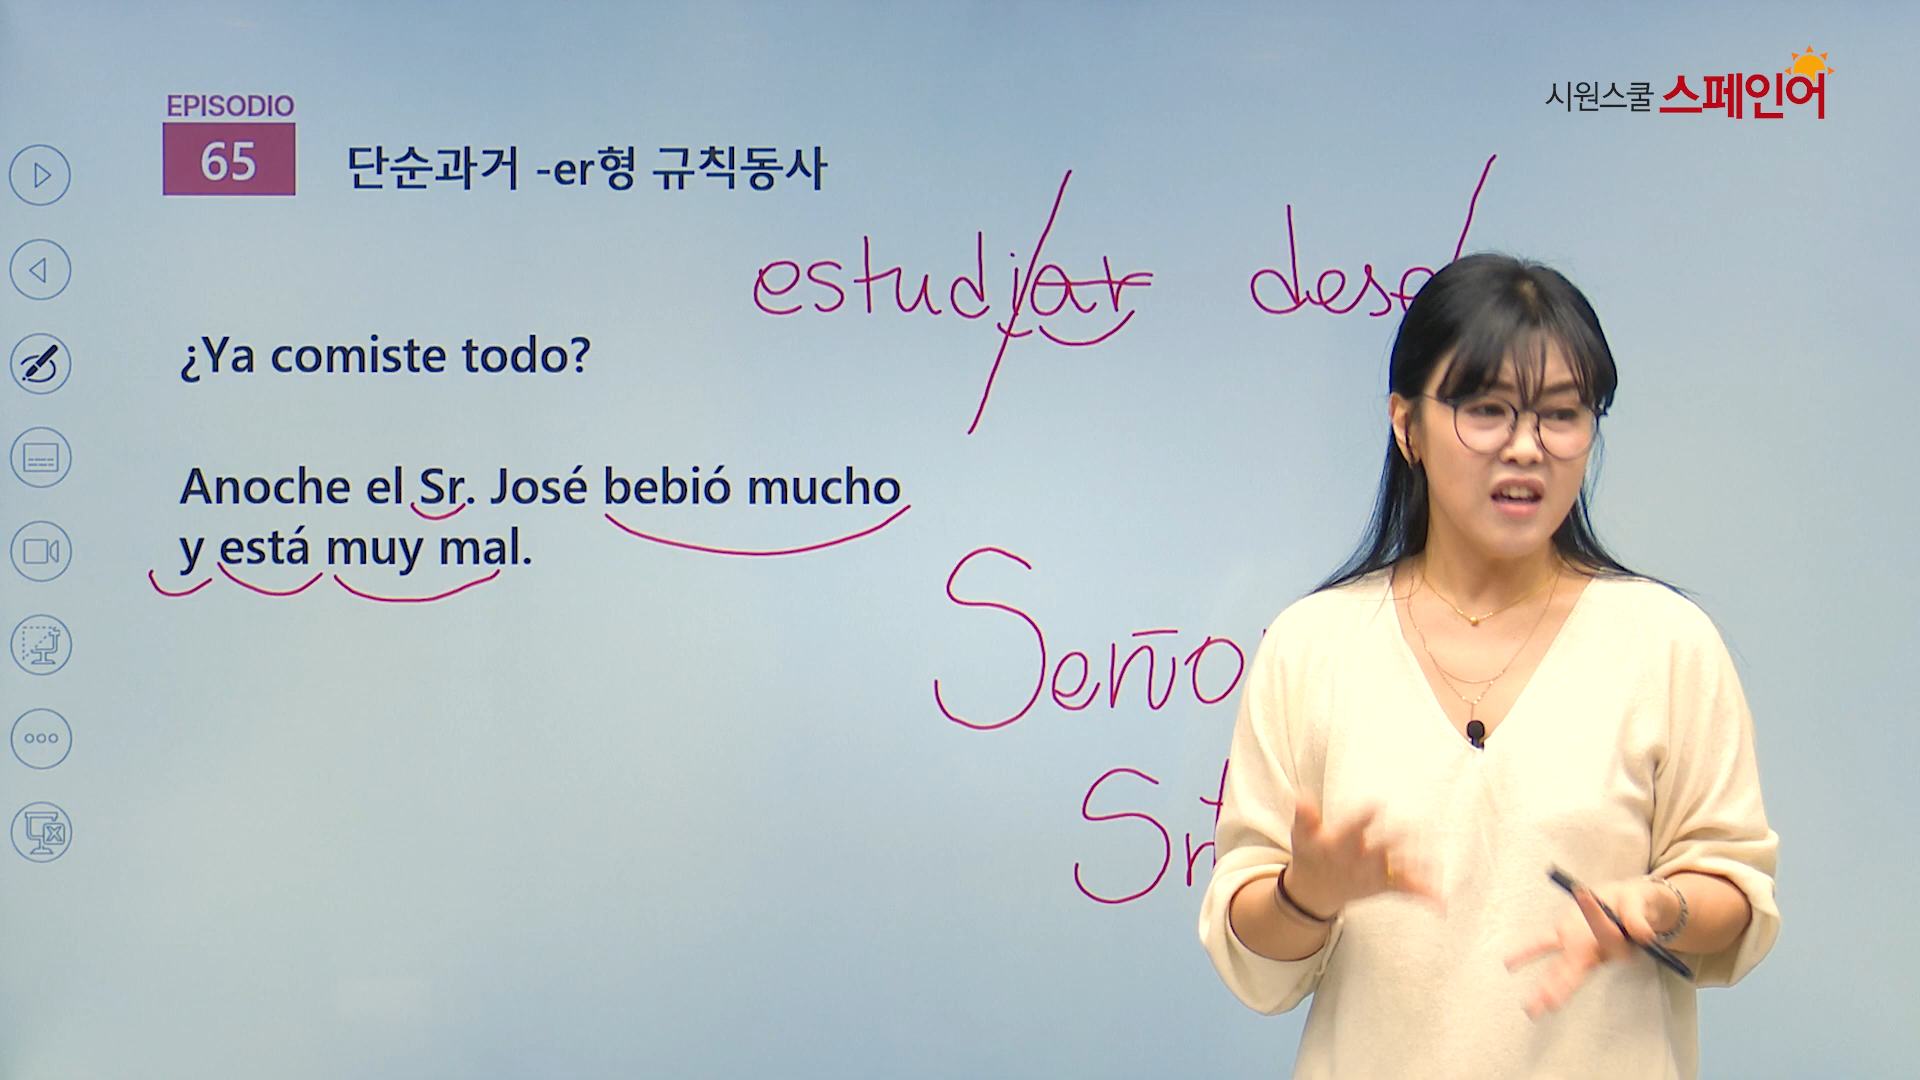 시원스쿨 스페인어
EPISODIO
65
단순과거 -er형 규칙동사
estudiar
¿Ya comiste todo?
Anoche el Sr. José bebió mucho
y está muy mal.